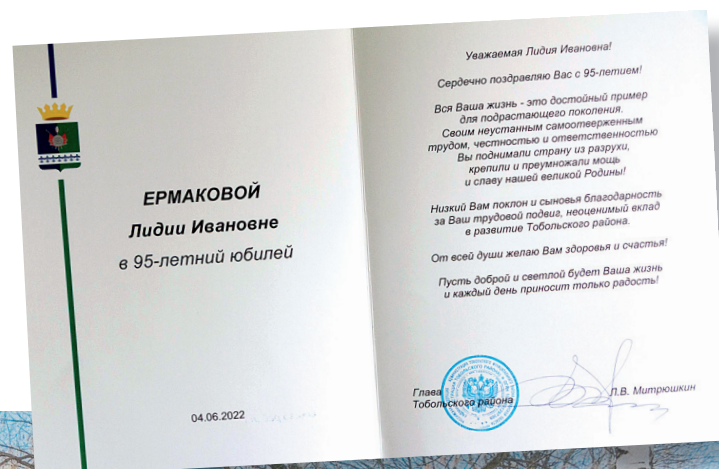 ЕРМАКОВОЙ
Лидии Ивановне
в 95-летний юбилей
04.06.2022
Уважаемая Лидия Ивановна!
Сердечно поздравляю Вас с 95-летием!
Вся Ваша жизнь - это достойный пример
для подрастающего поколения.
Своим неустанным самоотверженным
трудом, честностью и ответственностью
Вы поднимали страну из разрухи,
крепили и преумножали мощь
и славу нашей великой Родины!
Низкий Вам поклон и сыновья благодарность
за Ваш трудовой подвиг, неоценимый вклад
в развитие Тобольского района.
От всей души желаю Вам здоровья и счастья!
Пусть доброй и светлой будет Ваша жизнь
и каждый день приносит только радость!
Глава
Тобольского района
Л.В. Митрюшкин